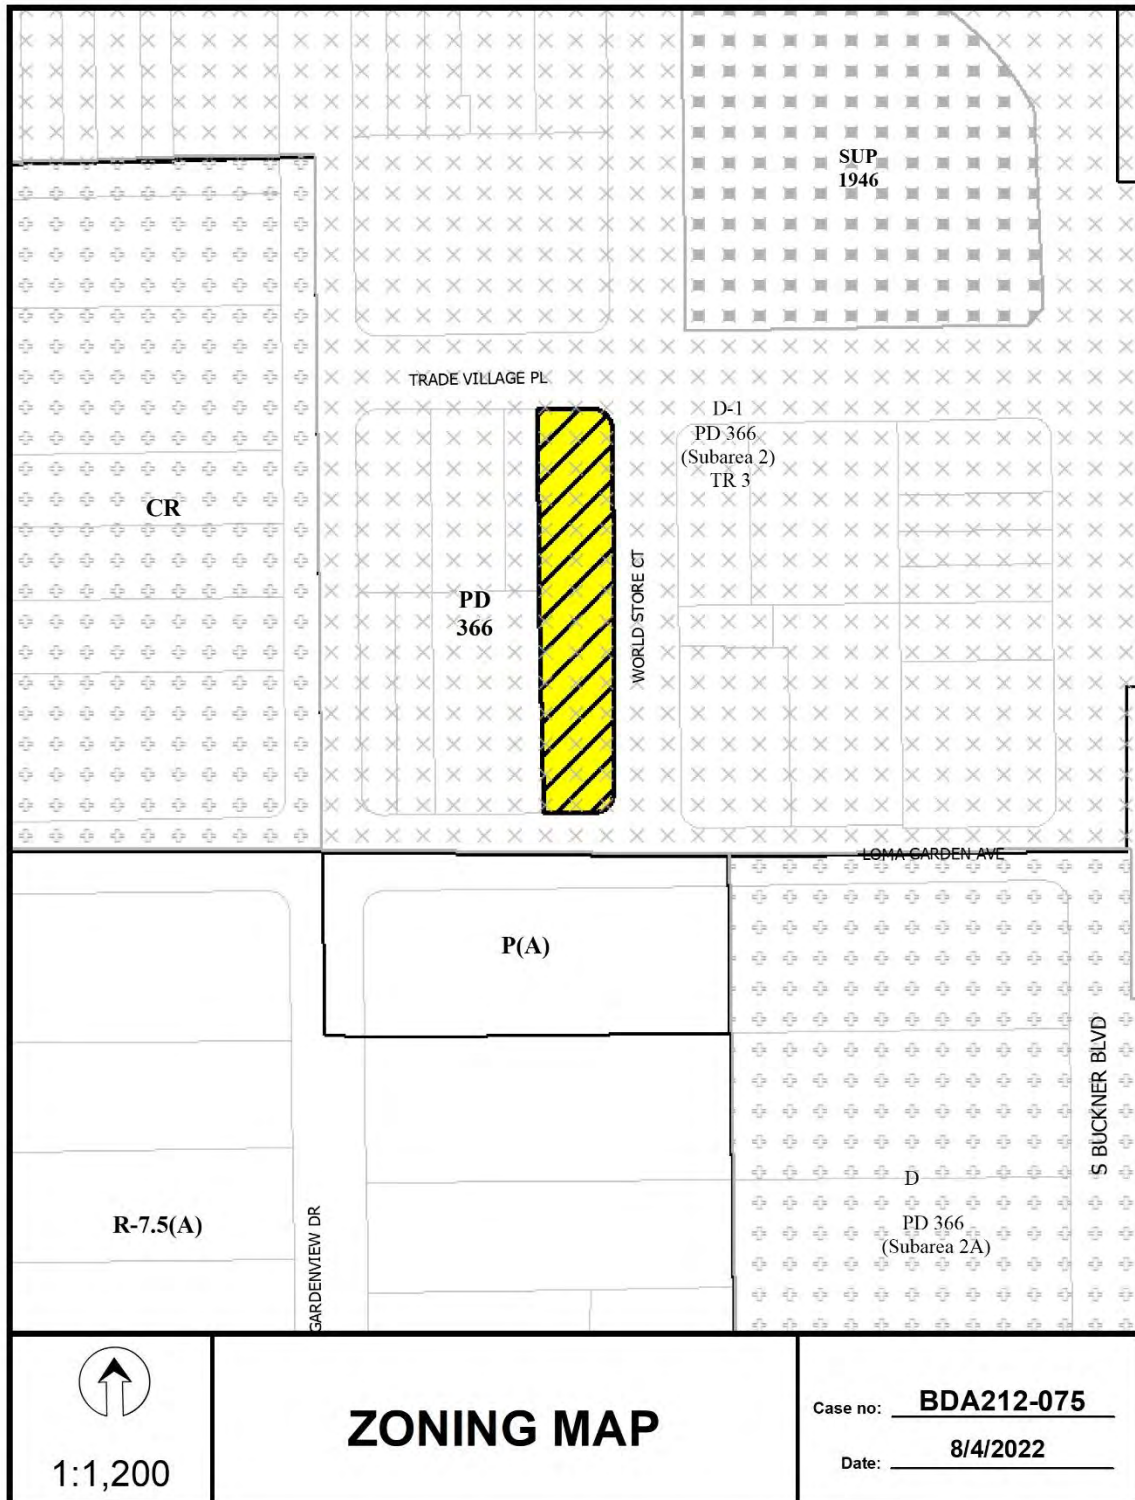 SUP
1946
TRADE VILLAGE PL
D-1
PD 366
(Subarea 2)
TR 3
CR
PD
366
WORLD STORE CT
LOMA GARDEN AVE
P(A)
S BUCKNER BLVD
D
PD 366
(Subarea 2A)
R-7.5(A)
GARDENVIEW DR
1:1,200
ZONING MAP
Case no: BDA212-075
Date: 8/4/2022